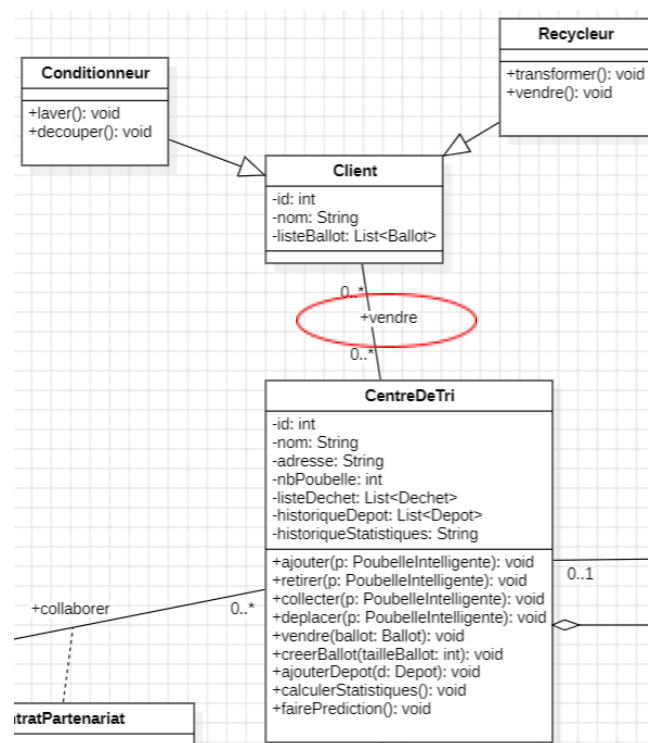 Recycleur
+transformer(): void
+vendre(): void
Conditionneur
+laver(): void
+decouper(): void
Client
-id: int
-nom: String
-listeBallot: List<Ballot>
0..*
+vendre
0..*
CentreDeTri
-id: int
-nom: String
-adresse: String
-nbPoubelle: int
-listeDechet: List<Dechet>
-historiqueDepot: List<Depot>
-historiqueStatistiques: String
+ajouter(p: PoubelleIntelligente): void
+retirer(p: PoubelleIntelligente): void
+collecter(p: PoubelleIntelligente): void
+deplacer(p: PoubelleIntelligente): void
+vendre(ballot: Ballot): void
+creerBallot(tailleBallot: int): void
+ajouterDepot(d: Depot): void
+calculerStatistiques(): void
+fairePrediction(): void
0..1
+collaborer
0..*
ntratPartenariat